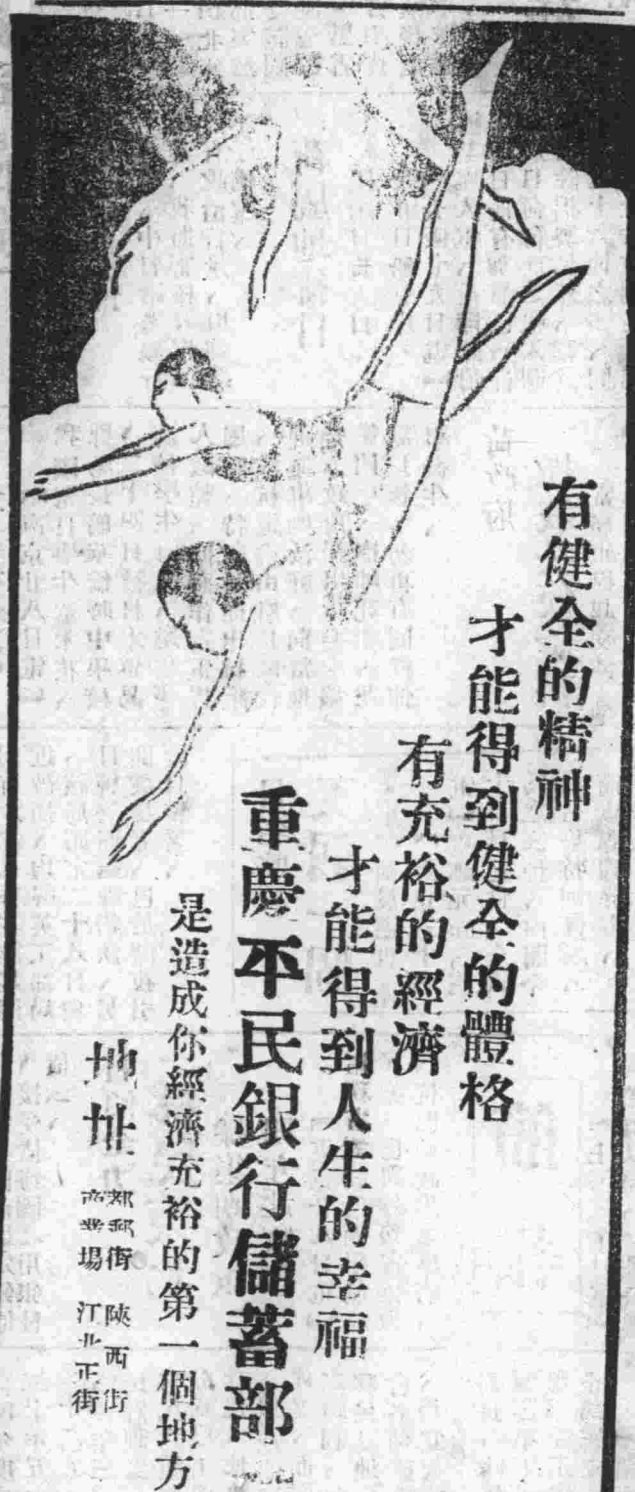 有健全的精神
才能得到健全的體格
有充裕的經濟
才能得到人生的幸福
重慶平民銀行儲蓄部
是造成你經濟充裕的第一個地方
地址
都郵街 陝西街
商業場 江北正街